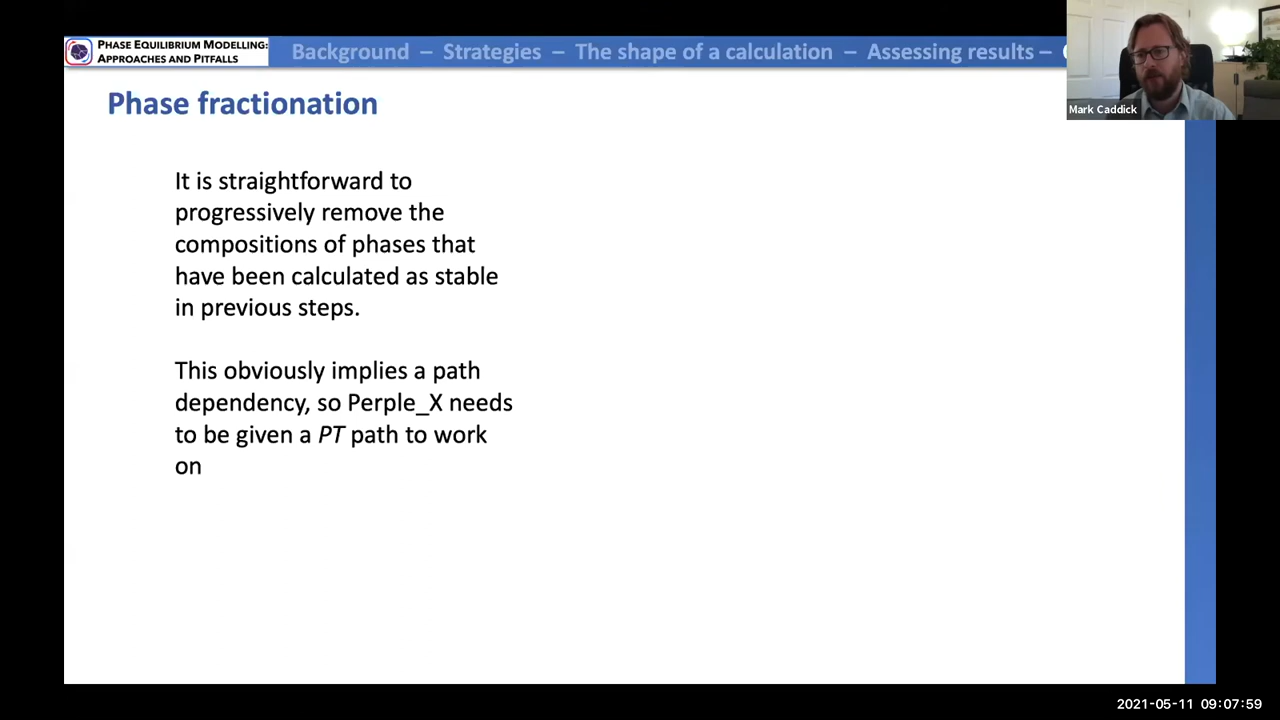 PHASE EQUILIBRIUM MODELLING:
APPROACHES AND PITFALLS
Background – Strategies – The shape of a calculation – Assessing results –
Mark Caddick
Phase fractionation
It is straightforward to
progressively remove the
compositions of phases that
have been calculated as stable
in previous steps.
This obviously implies a path
dependency, so Perple_X needs
to be given a PT path to work
on
2021-05-11 09:07:59